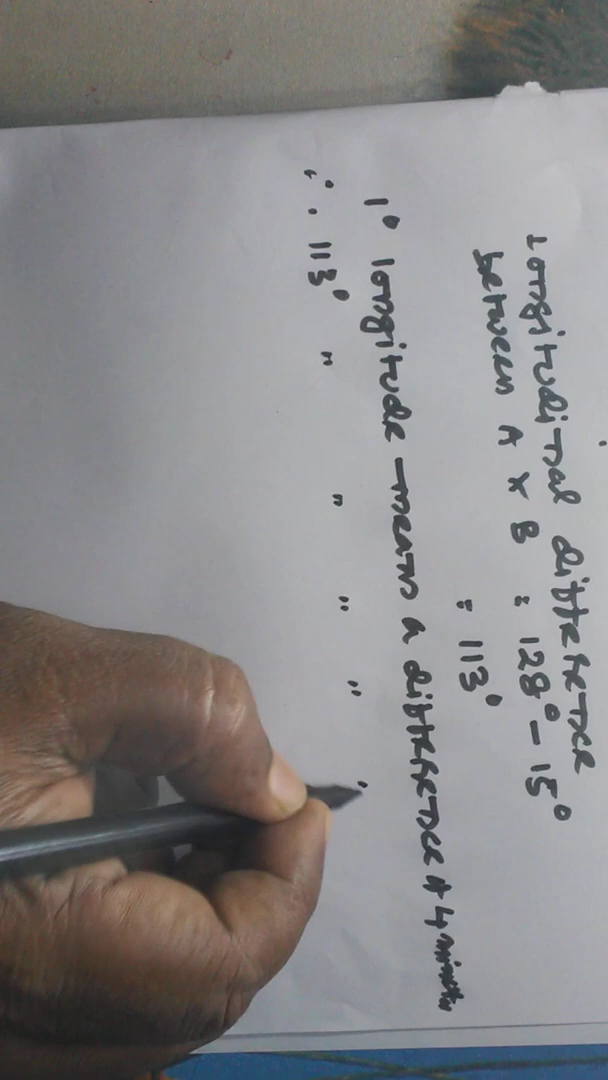 Longitudinal difference
between A & B = 128° - 15°
= 113°
1° longitude means a difference of 4 minutes
∴ 113° " " " " "